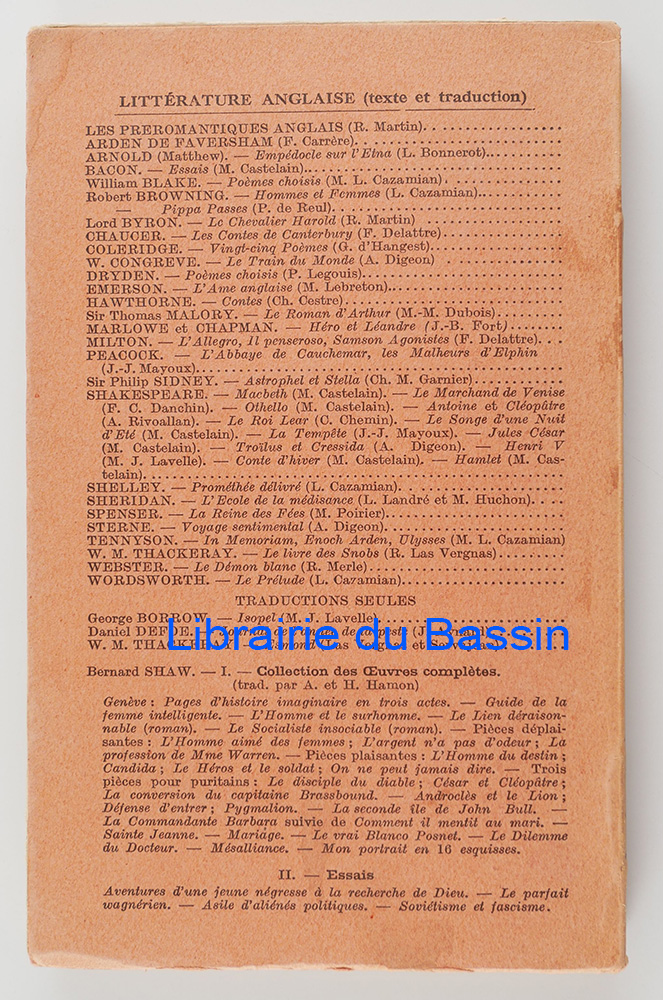 LITTÉRATURE ANGLAISE (texte et traduction)
LES PREROMANTIQUES ANGLAIS (R. Martin)
ARDEN DE FAVERSHAM (F. Carrère)
ARNOLD (Matthew). — Empédocle sur l'Etna (L. Bonnerot)
BACON. — Essais (M. Castelain)
William BLAKE. — Poèmes choisis (M. L. Cazamian)
Robert BROWNING. — Hommes et Femmes (L. Cazamian)
— Pippa Passes (P. de Reul)
Lord BYRON. — Le Chevalier Harold (R. Martin)
CHAUCER. — Les Contes de Canterbury (F. Delattre)
COLERIDGE. — Vingt-cinq Poèmes (G. d'Hangest)
W. CONGREVE. — Le Train du Monde (A. Digeon)
DRYDEN. — Poèmes choisis (P. Legouis)
EMERSON. — L'Ame anglaise (M. Lebreton)
HAWTHORNE. — Contes (Ch. Cestre)
Sir Thomas MALORY. — Le Roman d'Arthur (M.-M. Dubois)
MARLOWE et CHAPMAN. — Héro et Léandre (J.-B. Fort)
MILTON. — L'Allegro, Il penseroso, Samson Agonistes (F. Delattre)
PEACOCK. — L'Abbaye de Cauchemar, les Malheurs d'Elphin
(J.-J. Mayoux)
Sir Philip SIDNEY. — Astrophel et Stella (Ch. M. Garnier)
SHAKESPEARE. — Macbeth (M. Castelain). — Le Marchand de Venise
(F. C. Danchin). — Othello (M. Castelain). — Antoine et Cléopâtre
(A. Rivoallan). — Le Roi Lear (C. Chemin). — Le Songe d'une Nuit
d'Eté (M. Castelain). — La Tempête (J.-J. Mayoux). — Jules César
(M. Castelain). — Troïlus et Cressida (A. Digeon). — Henri V
(M. J. Lavelle). — Conte d'hiver (M. Castelain). — Hamlet (M. Cas-
telain)
SHELLEY. — Prométhée délivré (L. Cazamian)
SHERIDAN. — L'Ecole de la médisance (L. Landré et M. Huchon)
SPENSER. — La Reine des Fées (M. Poirier)
STERNE. — Voyage sentimental (A. Digeon)
TENNYSON. — In Memoriam, Enoch Arden, Ulysses (M. L. Cazamian)
W. M. THACKERAY. — Le livre des Snobs (R. Las Vergnas)
WEBSTER. — Le Démon blanc (R. Merle)
WORDSWORTH. — Le Prélude (L. Cazamian)
TRADUCTIONS SEULES
George BORROW. — Isopel (M. J. Lavelle)
Daniel DEFOE. — Journal de l'année de la peste
W. M. THACKERAY. — Esmond
Librairie du Bassin
Bernard SHAW. — I. — Collection des Œuvres complètes.
(trad. par A. et H. Hamon)
Genève : Pages d'histoire imaginaire en trois actes. — Guide de la
femme intelligente. — L'Homme et le surhomme. — Le Lien déraison-
nable (roman). — Le Socialiste insociable (roman). — Pièces déplai-
santes : L'Homme aimé des femmes ; L'argent n'a pas d'odeur ; La
profession de Mme Warren. — Pièces plaisantes : L'Homme du destin ;
Candida ; Le Héros et le soldat ; On ne peut jamais dire. — Trois
pièces pour puritains : Le disciple du diable ; César et Cléopâtre ;
La conversion du capitaine Brassbound. — Androclès et le Lion ;
Défense d'entrer ; Pygmalion. — La seconde île de John Bull. —
La Commandante Barbara suivie de Comment il mentit au mari. —
Sainte Jeanne. — Mariage. — Le vrai Blanco Posnet. — Le Dilemme
du Docteur. — Mésalliance. — Mon portrait en 16 esquisses.
II. — Essais
Aventures d'une jeune négresse à la recherche de Dieu. — Le parfait
wagnérien. — Asile d'aliénés politiques. — Soviétisme et fascisme.